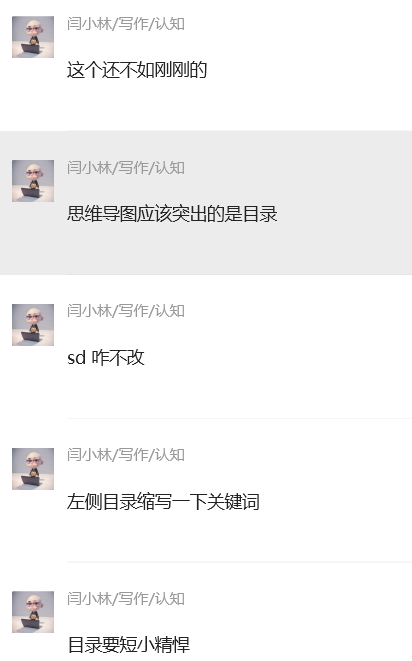 闫小林/写作/认知
这个还不如刚刚的
闫小林/写作/认知
思维导图应该突出的是目录
闫小林/写作/认知
sd 咋不改
闫小林/写作/认知
左侧目录缩写一下关键词
闫小林/写作/认知
目录要短小精悍